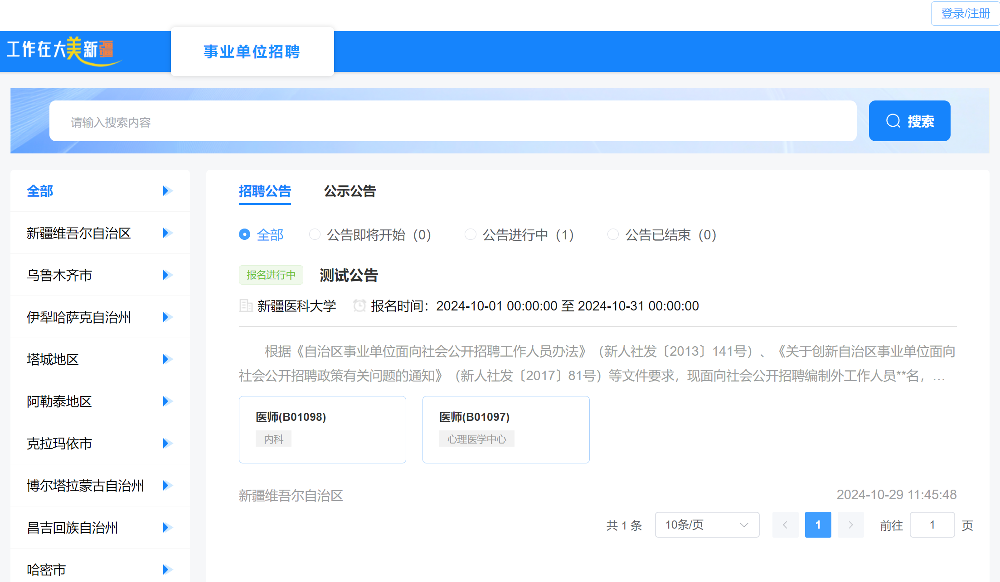 登录/注册
工作在大美新疆
事业单位招聘
请输入搜索内容
搜索
全部
新疆维吾尔自治区
乌鲁木齐市
伊犁哈萨克自治州
塔城地区
阿勒泰地区
克拉玛依市
博尔塔拉蒙古自治州
昌吉回族自治州
哈密市
招聘公告 公示公告
全部 公告即将开始（0） 公告进行中（1） 公告已结束（0）
报名进行中 测试公告
新疆医科大学 报名时间：2024-10-01 00:00:00 至 2024-10-31 00:00:00
根据《自治区事业单位面向社会公开招聘工作人员办法》（新人社发〔2013〕141号）、《关于创新自治区事业单位面向
社会公开招聘政策有关问题的通知》（新人社发〔2017〕81号）等文件要求，现面向社会公开招聘编制外工作人员**名，…
医师(B01098)
内科
医师(B01097)
心理医学中心
新疆维吾尔自治区 2024-10-29 11:45:48
共 1 条 10条/页 1 前往 1 页